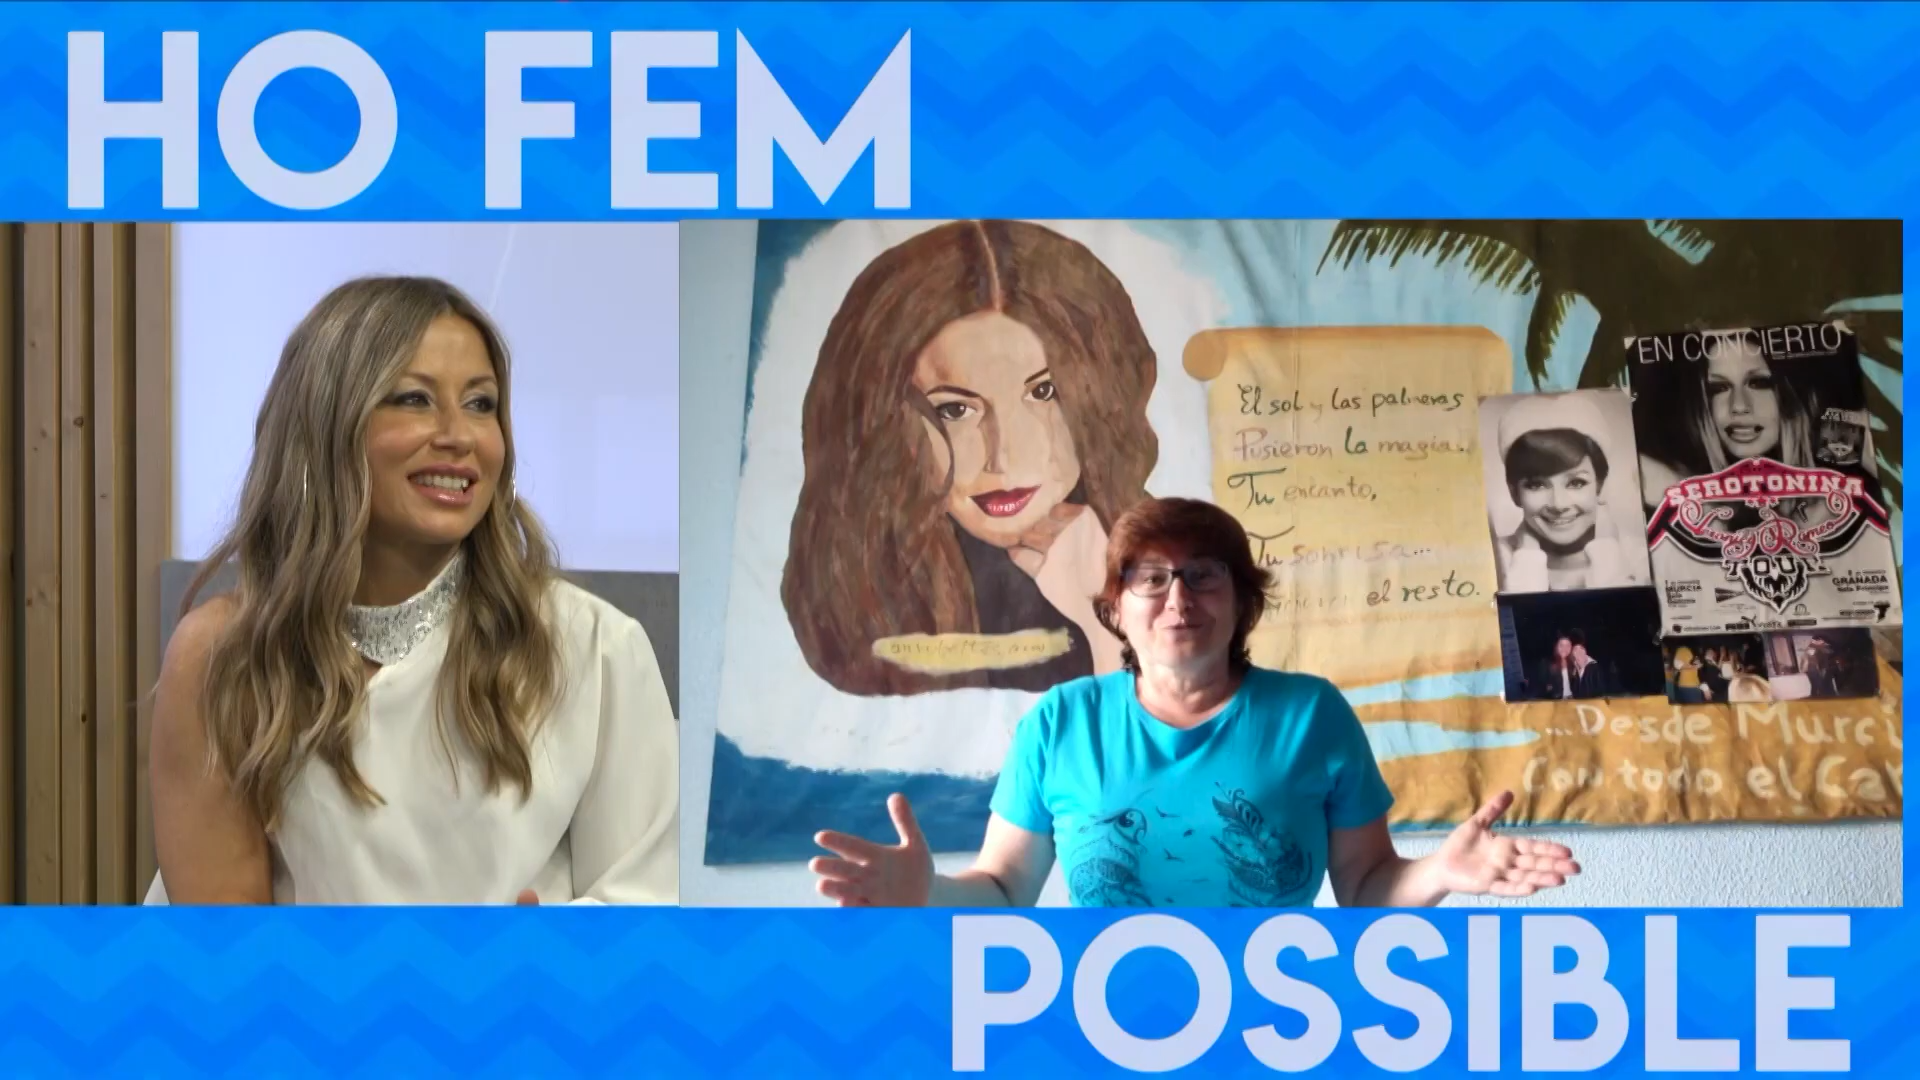 HO FEM
El sol y las palmeras
Pusieron la magia.
Tu encanto,
Tu sonrisa...
el resto.
EN CONCIERTO
SEROTONINA
TOUR
MURCIA
GRANADA
...Desde Murci
Con todo el Car
POSSIBLE